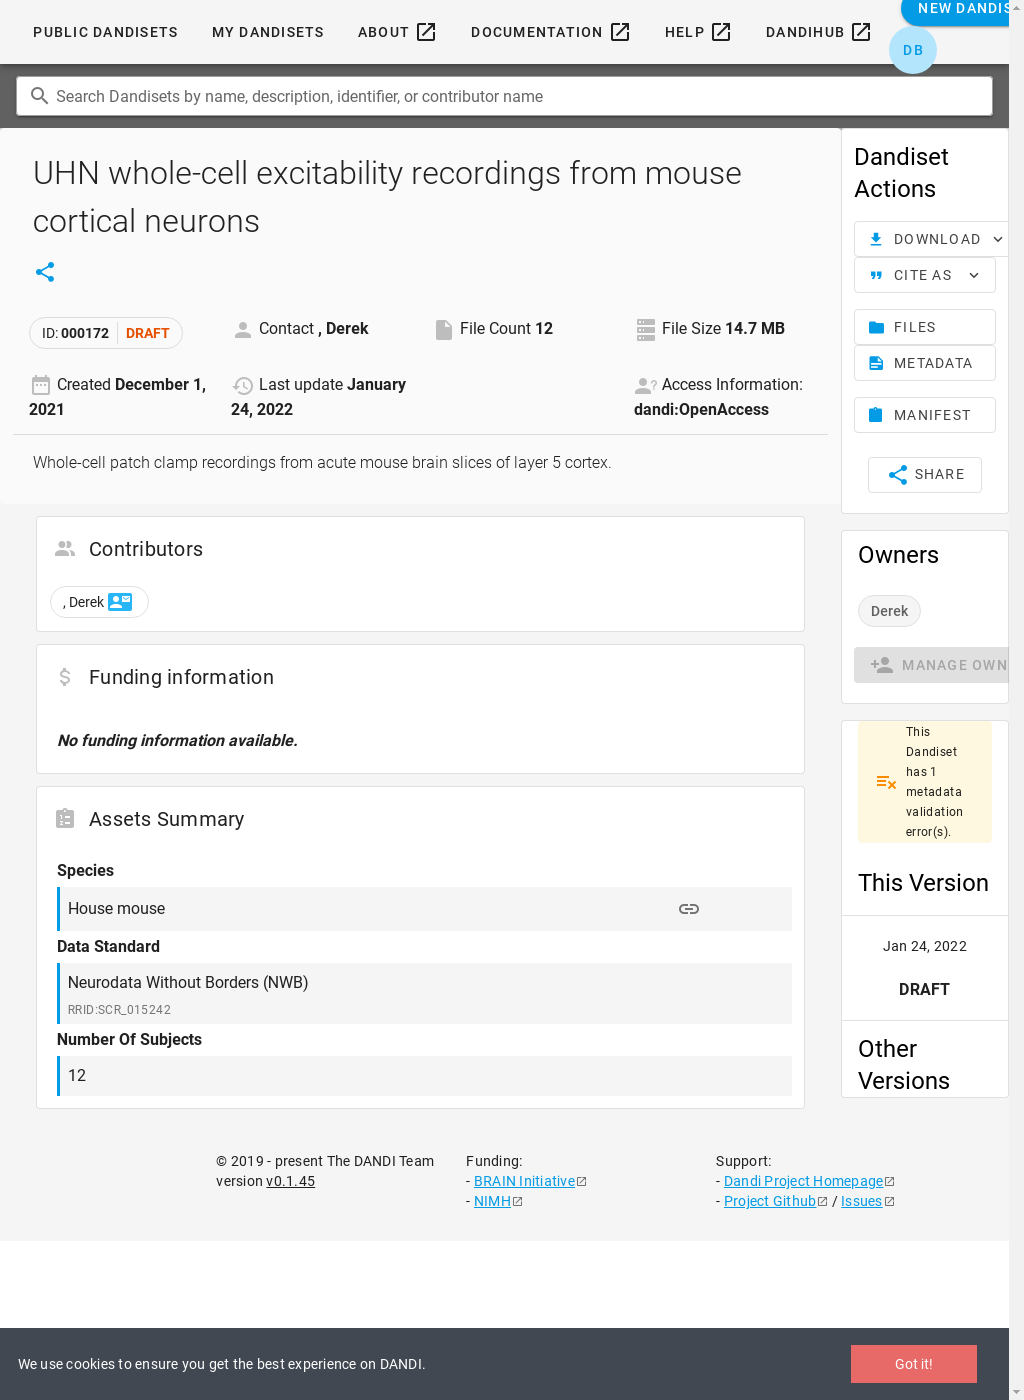 PUBLIC DANDISETS
MY DANDISETS
ABOUT
DOCUMENTATION
HELP
DANDIHUB
NEW DANDIS
DB
Search Dandisets by name, description, identifier, or contributor name
UHN whole-cell excitability recordings from mouse
cortical neurons
ID: 000172 DRAFT
Contact , Derek
File Count 12
File Size 14.7 MB
Created December 1,
2021
Last update January
24, 2022
Access Information:
dandi:OpenAccess
Whole-cell patch clamp recordings from acute mouse brain slices of layer 5 cortex.
Contributors
, Derek
Funding information
No funding information available.
Assets Summary
Species
House mouse
Data Standard
Neurodata Without Borders (NWB)
RRID:SCR_015242
Number Of Subjects
12
Dandiset
Actions
DOWNLOAD
CITE AS
FILES
METADATA
MANIFEST
SHARE
Owners
Derek
MANAGE OWN
This
Dandiset
has 1
metadata
validation
error(s).
This Version
Jan 24, 2022
DRAFT
Other
Versions
© 2019 - present The DANDI Team
version v0.1.45
Funding:
- BRAIN Initiative
- NIMH
Support:
- Dandi Project Homepage
- Project Github / Issues
We use cookies to ensure you get the best experience on DANDI.
Got it!